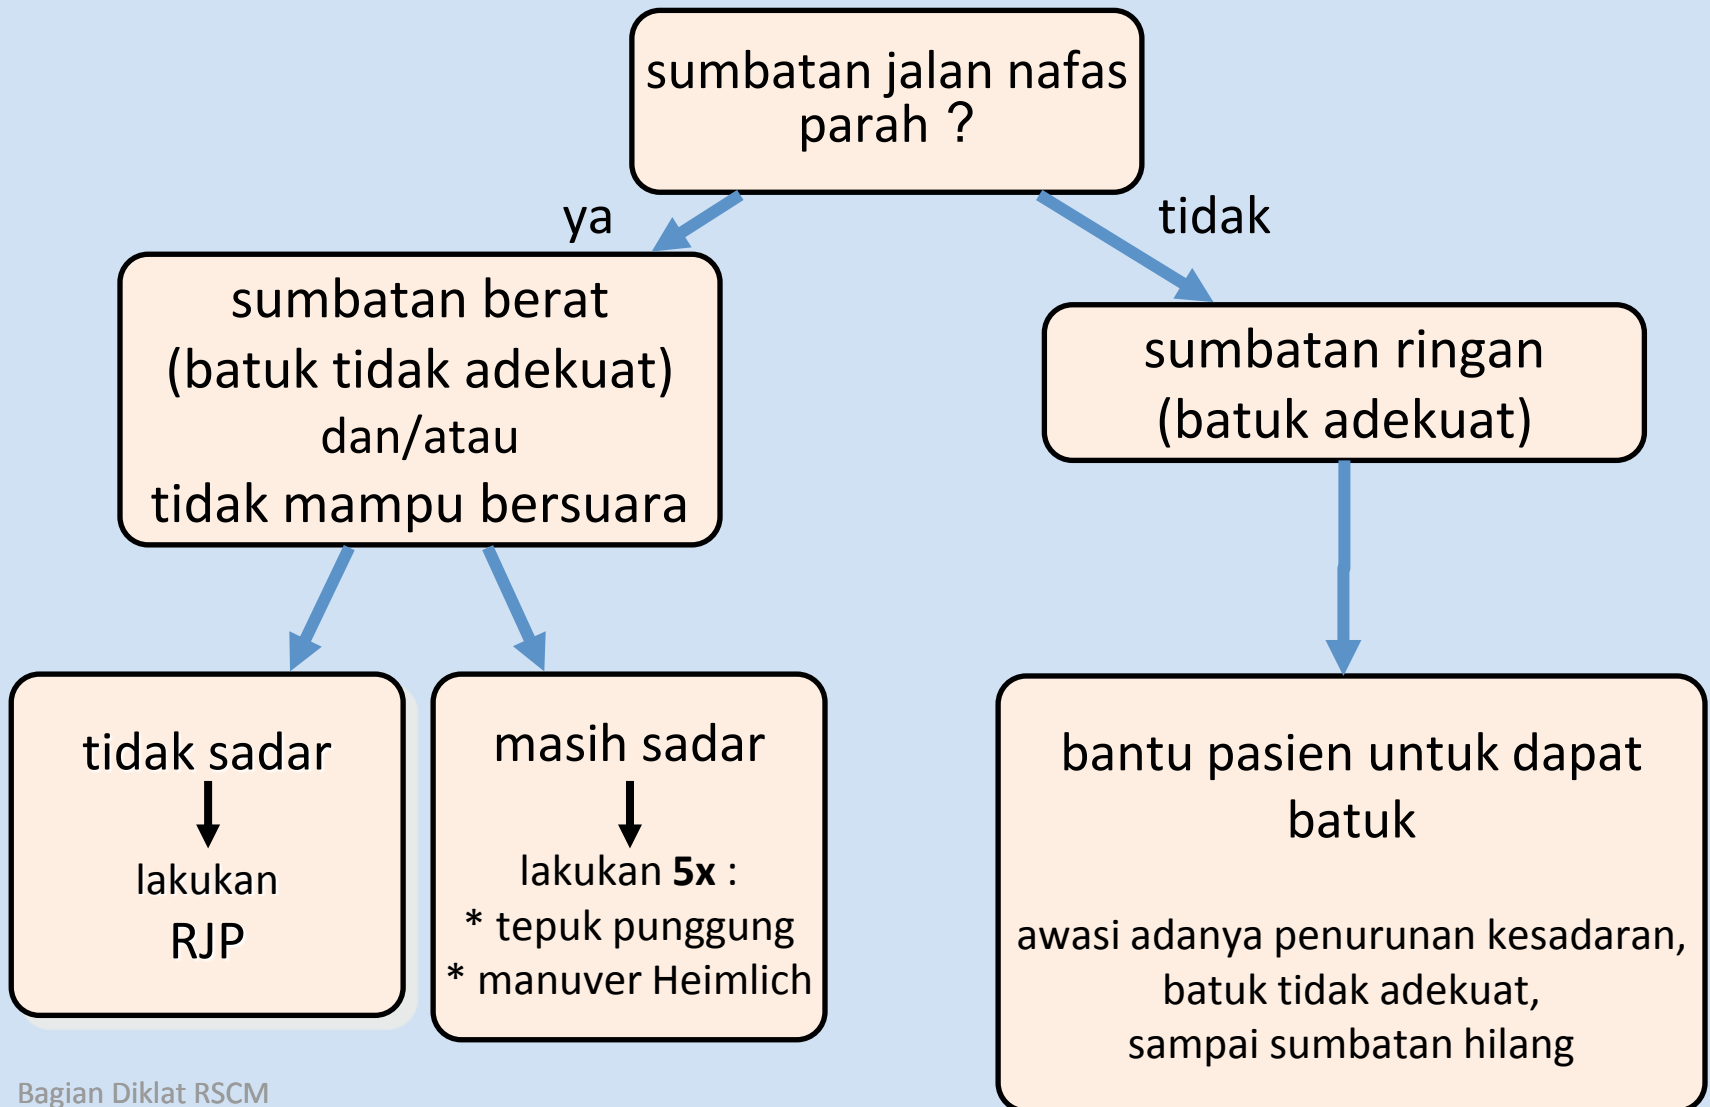 sumbatan jalan nafas
parah ?
ya
tidak
sumbatan berat
(batuk tidak adekuat)
dan/atau
tidak mampu bersuara
sumbatan ringan
(batuk adekuat)
tidak sadar
lakukan
RJP
masih sadar
lakukan 5x :
* tepuk punggung
* manuver Heimlich
bantu pasien untuk dapat
batuk
awasi adanya penurunan kesadaran,
batuk tidak adekuat,
sampai sumbatan hilang
Bagian Diklat RSCM